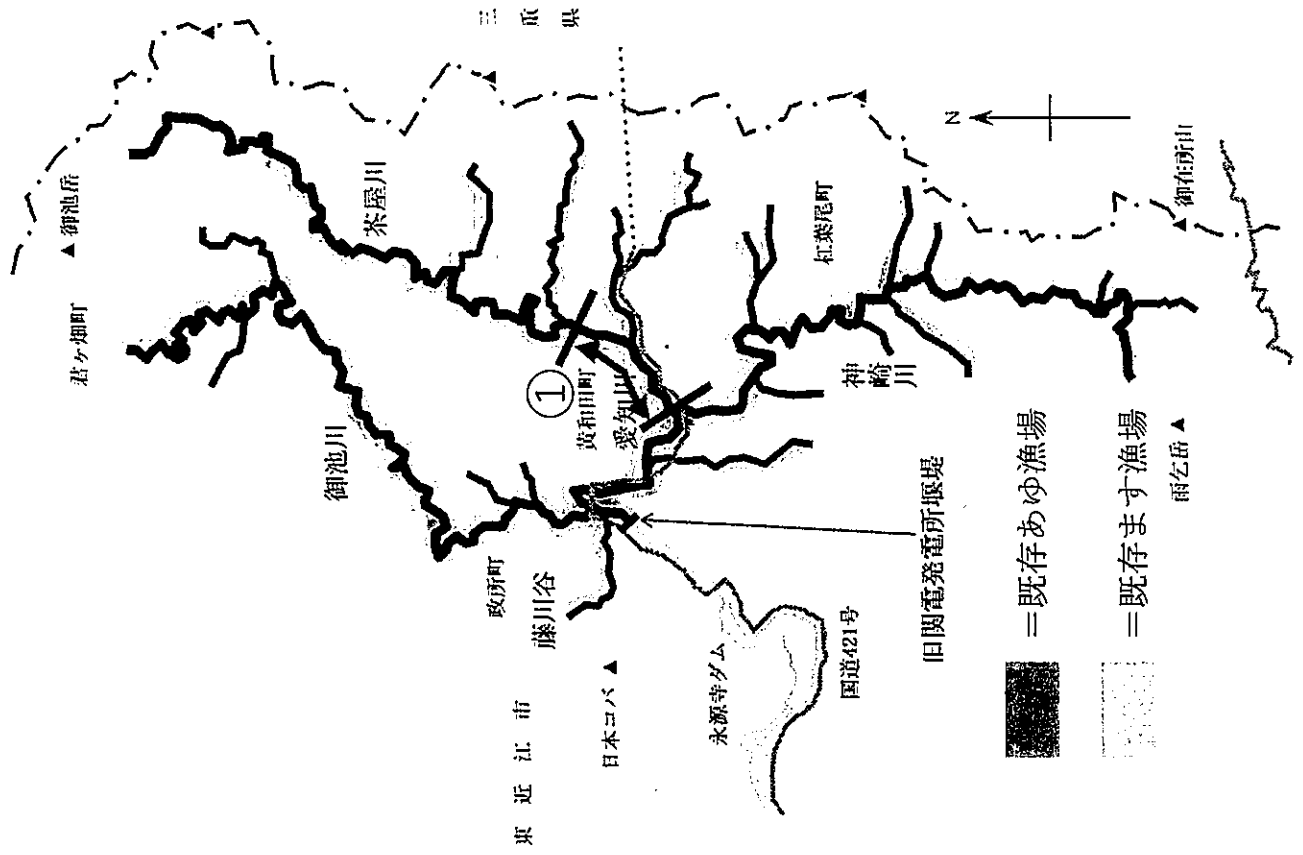 三重県
▲御池岳
君ヶ畑町
茶屋川
御池川
①
黄和田町
愛知川
杠葉尾町
神崎川
N
御在所山
政所町
藤川谷
東近江市
日本コバ▲
永源寺ダム
国道421号
旧関電発電所堰堤
=既存あゆ漁場
=既存ます漁場
雨乞岳▲